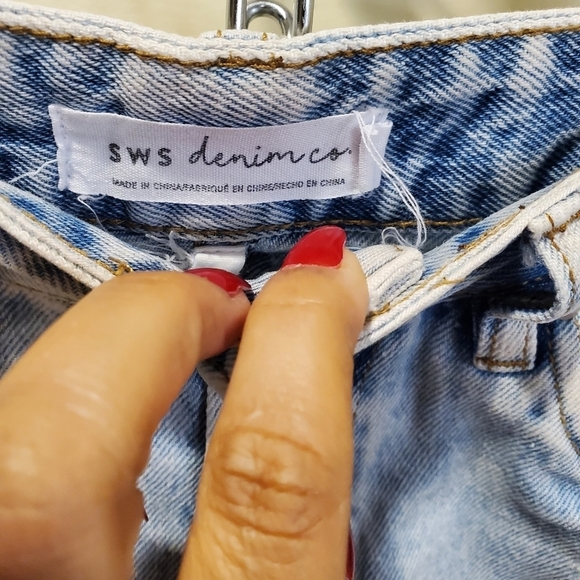 SWS denim co.
MADE IN CHINA/FABRIQUÉ EN CHINE/HECHO EN CHINA